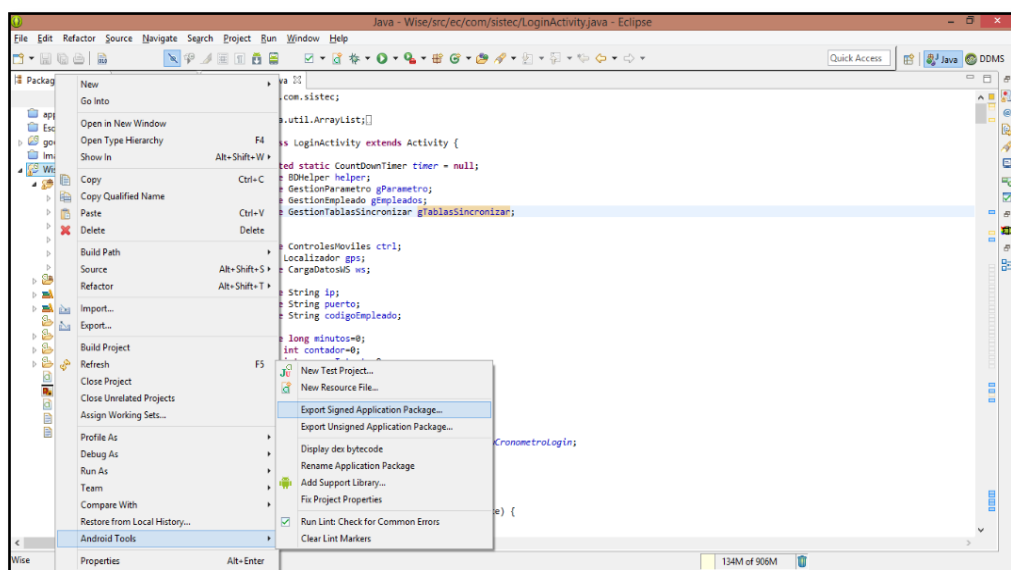 Java - Wise/src/ec/com/sistec/LoginActivity.java - Eclipse
File Edit Refactor Source Navigate Search Project Run Window Help
Quick Access Java DDMS
Packag
va
New
Go Into
Open in New Window
Open Type Hierarchy F4
Show In Alt+Shift+W
Copy Ctrl+C
Copy Qualified Name
Paste Ctrl+V
Delete Delete
Build Path
Source Alt+Shift+S
Refactor Alt+Shift+T
Import...
Export...
Build Project
Refresh F5
Close Project
Close Unrelated Projects
Assign Working Sets...
Profile As
Debug As
Run As
Team
Compare With
Restore from Local History...
Android Tools
Properties Alt+Enter
app
Esc
go
Ima
Wis
.com.sistec;
a.util.ArrayList;
ss LoginActivity extends Activity {
ted static CountDownTimer timer = null;
e BDHelper helper;
e GestionParametro gParametro;
e GestionEmpleado gEmpleados;
e GestionTablasSincronizar gTablasSincronizar;
e ControlesMoviles ctrl;
Localizador gps;
e CargaDatosWS ws;
e String ip;
e String puerto;
e String codigoEmpleado;
e long minutos=0;
int contador=0;
New Test Project...
New Resource File...
Export Signed Application Package...
Export Unsigned Application Package...
Display dex bytecode
Rename Application Package
Add Support Library...
Fix Project Properties
Run Lint: Check for Common Errors
Clear Lint Markers
CronometroLogin;
te) {
Wise
134M of 906M